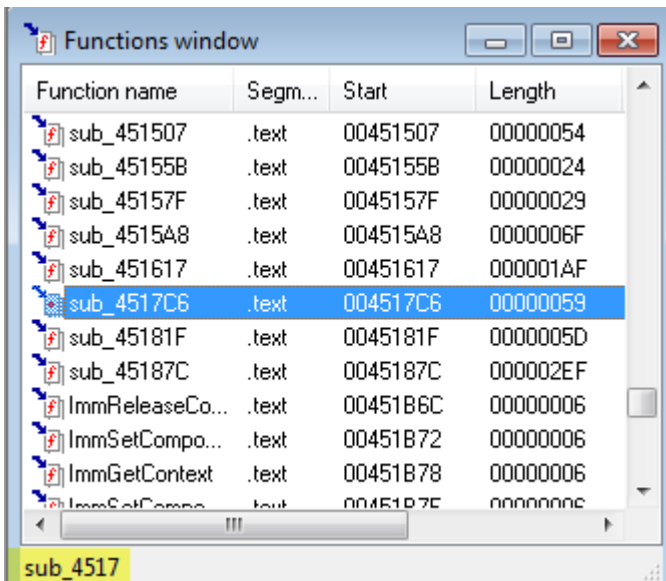 Functions window
Function name Segm... Start Length
sub_451507 .text 00451507 00000054
sub_45155B .text 0045155B 00000024
sub_45157F .text 0045157F 00000029
sub_4515A8 .text 004515A8 0000006F
sub_451617 .text 00451617 000001AF
sub_4517C6 .text 004517C6 00000059
sub_45181F .text 0045181F 0000005D
sub_45187C .text 0045187C 000002EF
ImmReleaseCo... .text 00451B6C 00000006
ImmSetCompo... .text 00451B72 00000006
ImmGetContext .text 00451B78 00000006
sub_4517